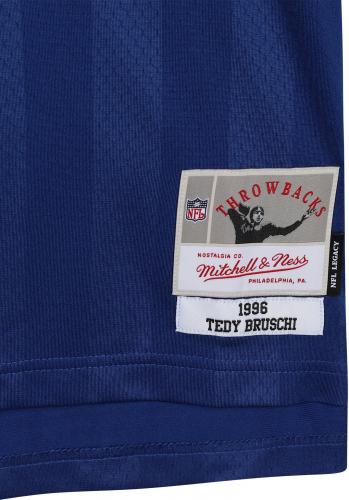 THROWBACKS
NFL
NOSTALGIA CO.
Mitchell & Ness
PHILADELPHIA, PA.
NFL LEGACY
1996
TEDY BRUSCHI